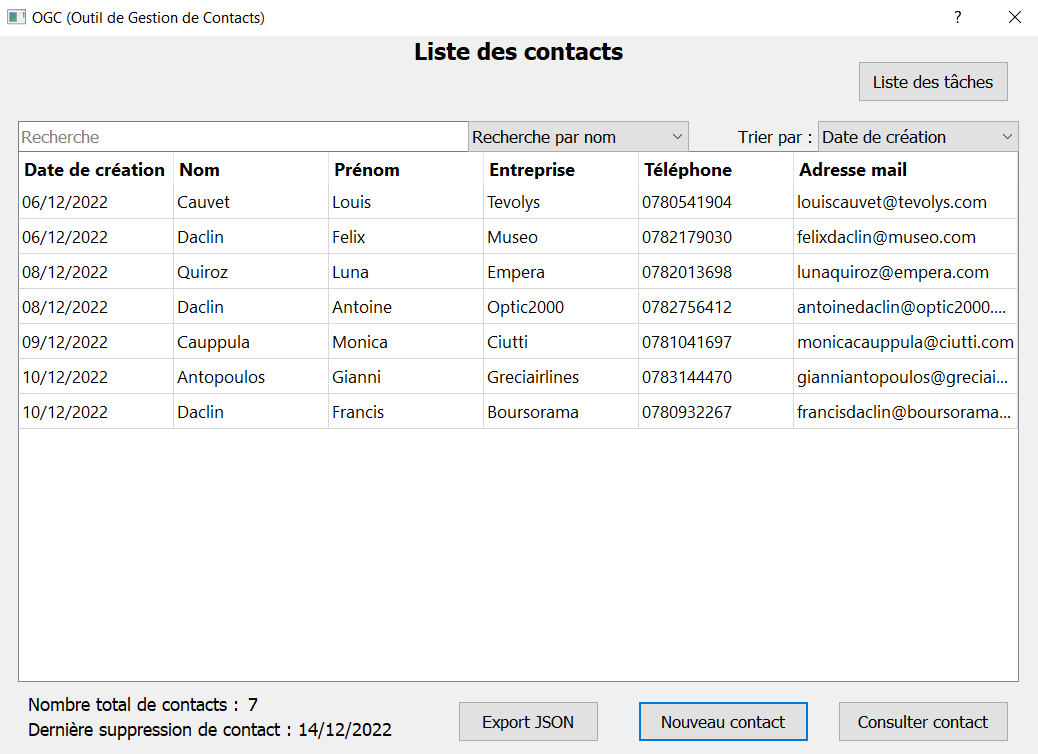 OGC (Outil de Gestion de Contacts) ?
Liste des contacts
Liste des tâches
Recherche Recherche par nom Trier par : Date de création
Date de création Nom Prénom Entreprise Téléphone Adresse mail
06/12/2022 Cauvet Louis Tevolys 0780541904 louiscauvet@tevolys.com
06/12/2022 Daclin Felix Museo 0782179030 felixdaclin@museo.com
08/12/2022 Quiroz Luna Empera 0782013698 lunaquiroz@empera.com
08/12/2022 Daclin Antoine Optic2000 0782756412 antoinedaclin@optic2000....
09/12/2022 Cauppula Monica Ciutti 0781041697 monicacauppula@ciutti.com
10/12/2022 Antopoulos Gianni Greciairlines 0783144470 gianniantopoulos@greciai...
10/12/2022 Daclin Francis Boursorama 0780932267 francisdaclin@boursorama...
Nombre total de contacts : 7
Dernière suppression de contact : 14/12/2022
Export JSON Nouveau contact Consulter contact